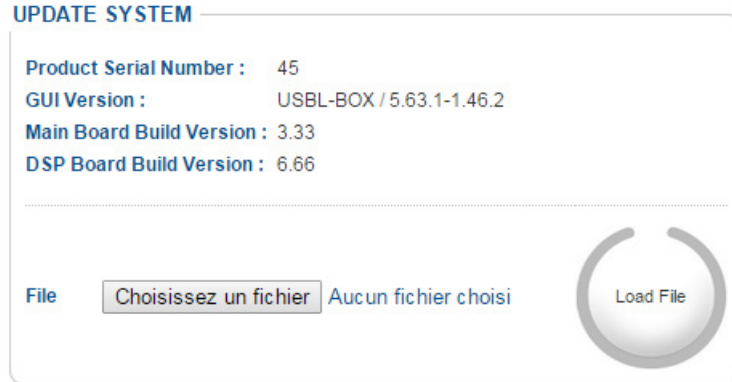 UPDATE SYSTEM
Product Serial Number : 45
GUI Version : USBL-BOX / 5.63.1-1.46.2
Main Board Build Version : 3.33
DSP Board Build Version : 6.66
File Choisissez un fichier Aucun fichier choisi Load File